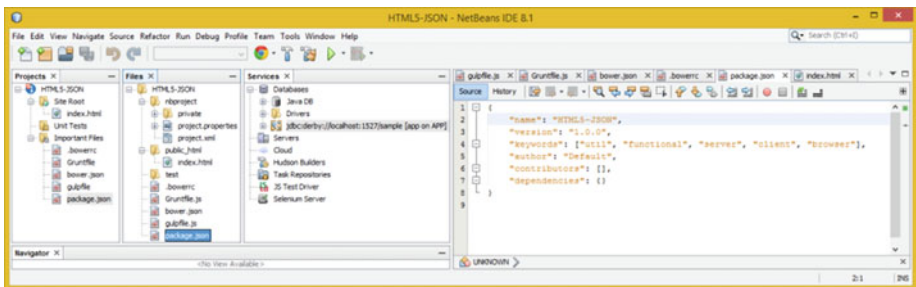 HTML5-JSON - NetBeans IDE 8.1
File Edit View Navigate Source Refactor Run Debug Profile Team Tools Window Help
Search (Ctrl+I)
Projects
HTML5-JSON
Site Root
index.html
Unit Tests
Important Files
.bowerrc
Gruntfile
bower.json
gulpfile
package.json
Files
HTML5-JSON
nbproject
private
project.properties
project.xml
public_html
index.html
test
.bowerrc
Gruntfile.js
bower.json
gulpfile.js
package.json
Services
Databases
Java DB
Drivers
jdbc:derby://localhost:1527/sample [app on APP]
Servers
Cloud
Hudson Builders
Task Repositories
JS Test Driver
Selenium Server
Navigator
<No View Available>
gulpfile.js Gruntfile.js bower.json .bowerrc package.json index.html
Source History
1 {
2 "name": "HTML5-JSON",
3 "version": "1.0.0",
4 "keywords": ["util", "functional", "server", "client", "browser"],
5 "author": "Default",
6 "contributors": [],
7 "dependencies": {}
8 }
9
UNKNOWN
2:1 INS